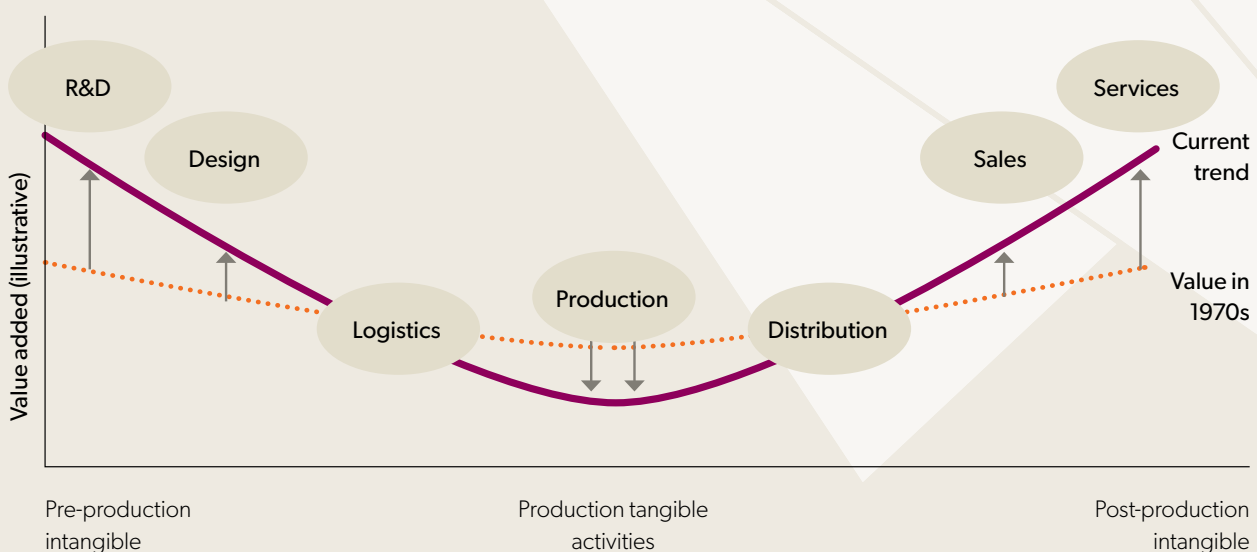 R&D
Services
Design
Sales
Current
trend
Value added (illustrative)
Production
Value in
1970s
Logistics
Distribution
Pre-production
intangible
Production tangible
activities
Post-production
intangible